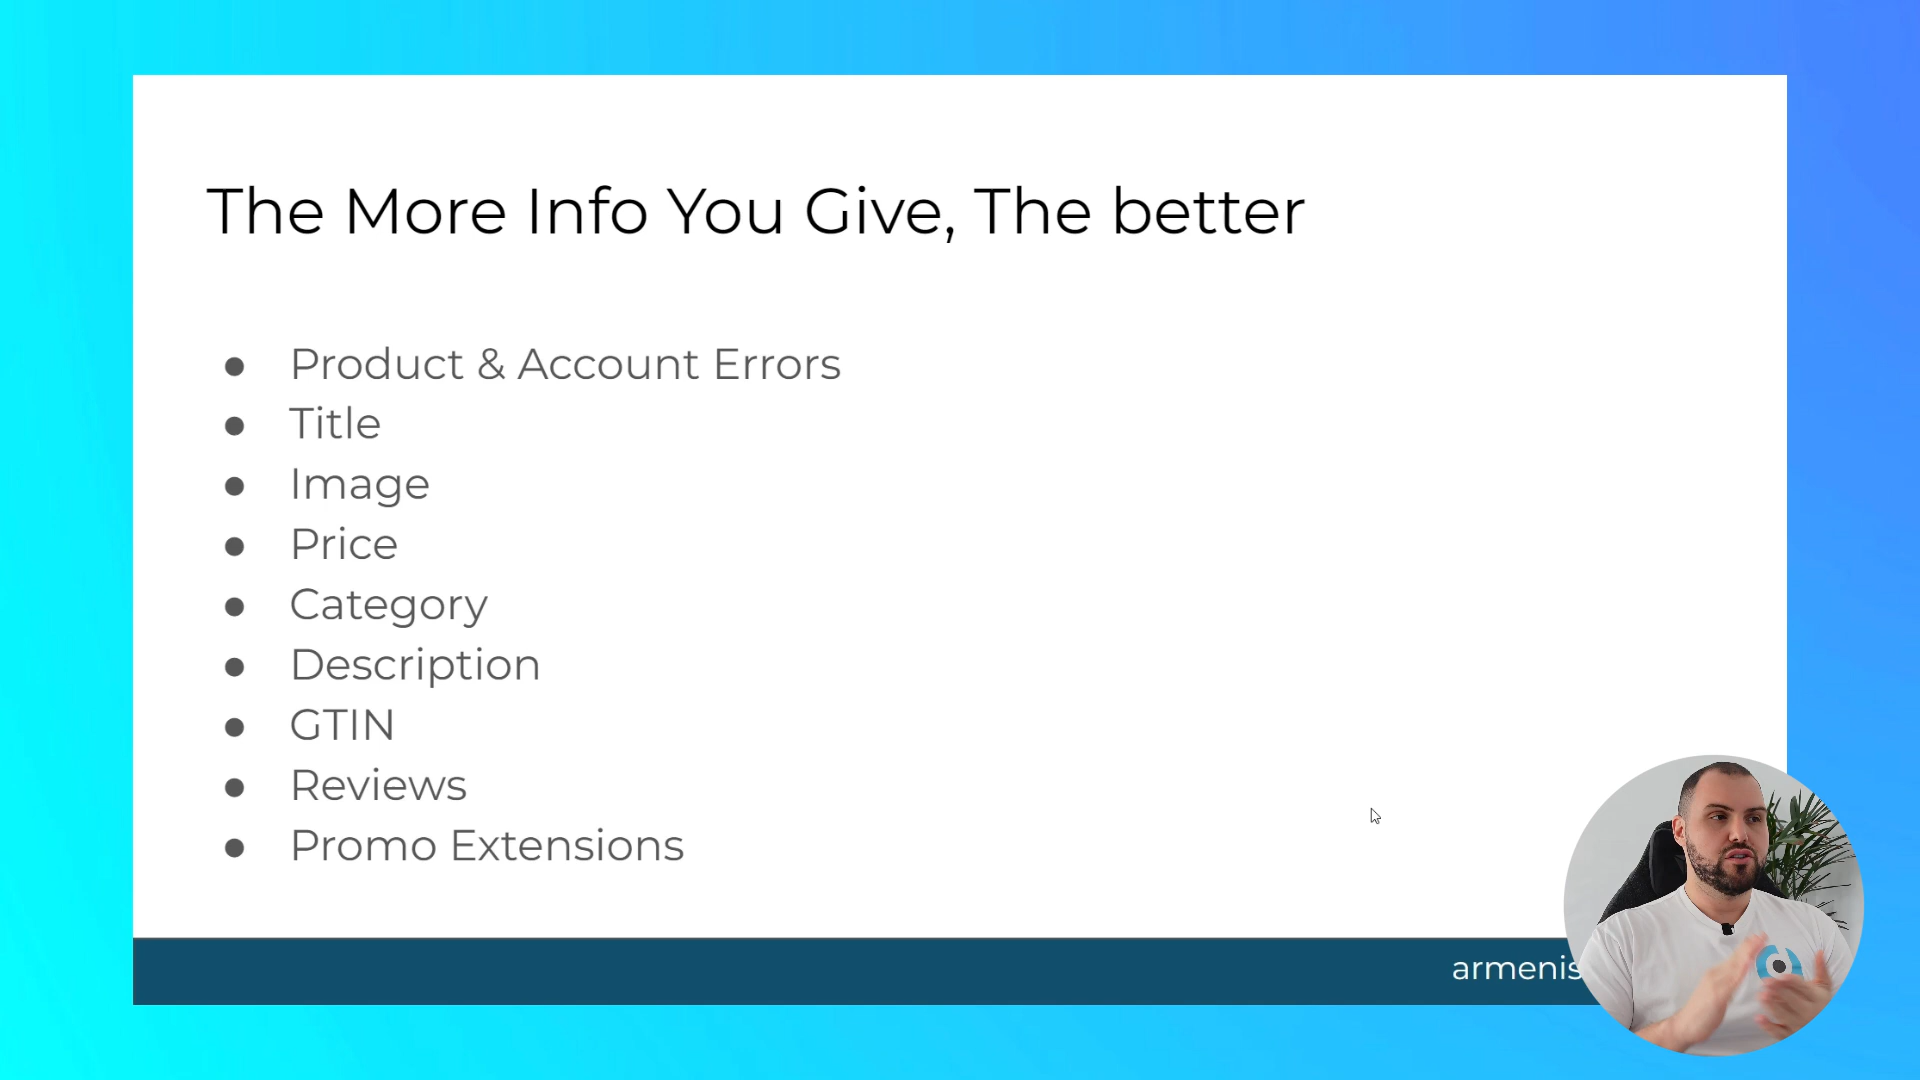 The More Info You Give, The better
● Product & Account Errors
● Title
● Image
● Price
● Category
● Description
● GTIN
● Reviews
● Promo Extensions
armenis